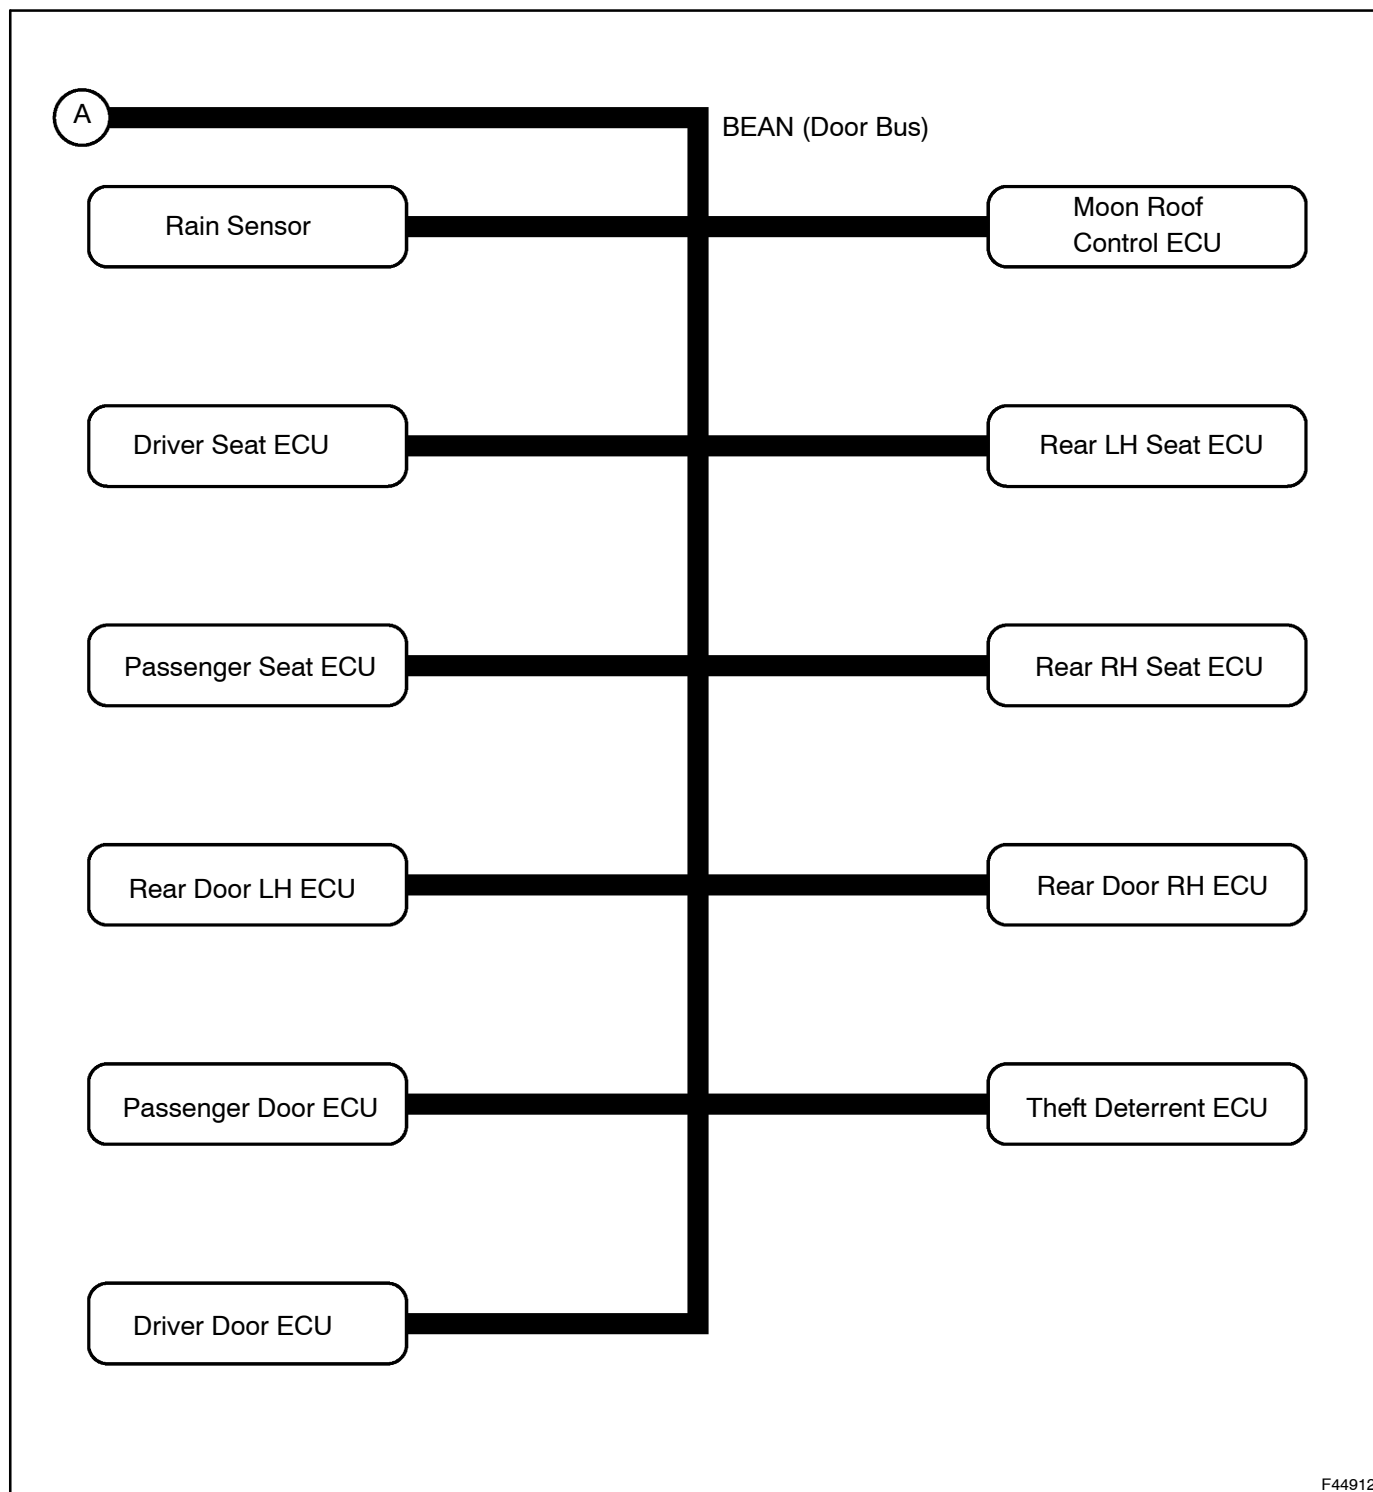 A
BEAN (Door Bus)
Rain Sensor
Moon Roof
Control ECU
Driver Seat ECU
Rear LH Seat ECU
Passenger Seat ECU
Rear RH Seat ECU
Rear Door LH ECU
Rear Door RH ECU
Passenger Door ECU
Theft Deterrent ECU
Driver Door ECU
F44912